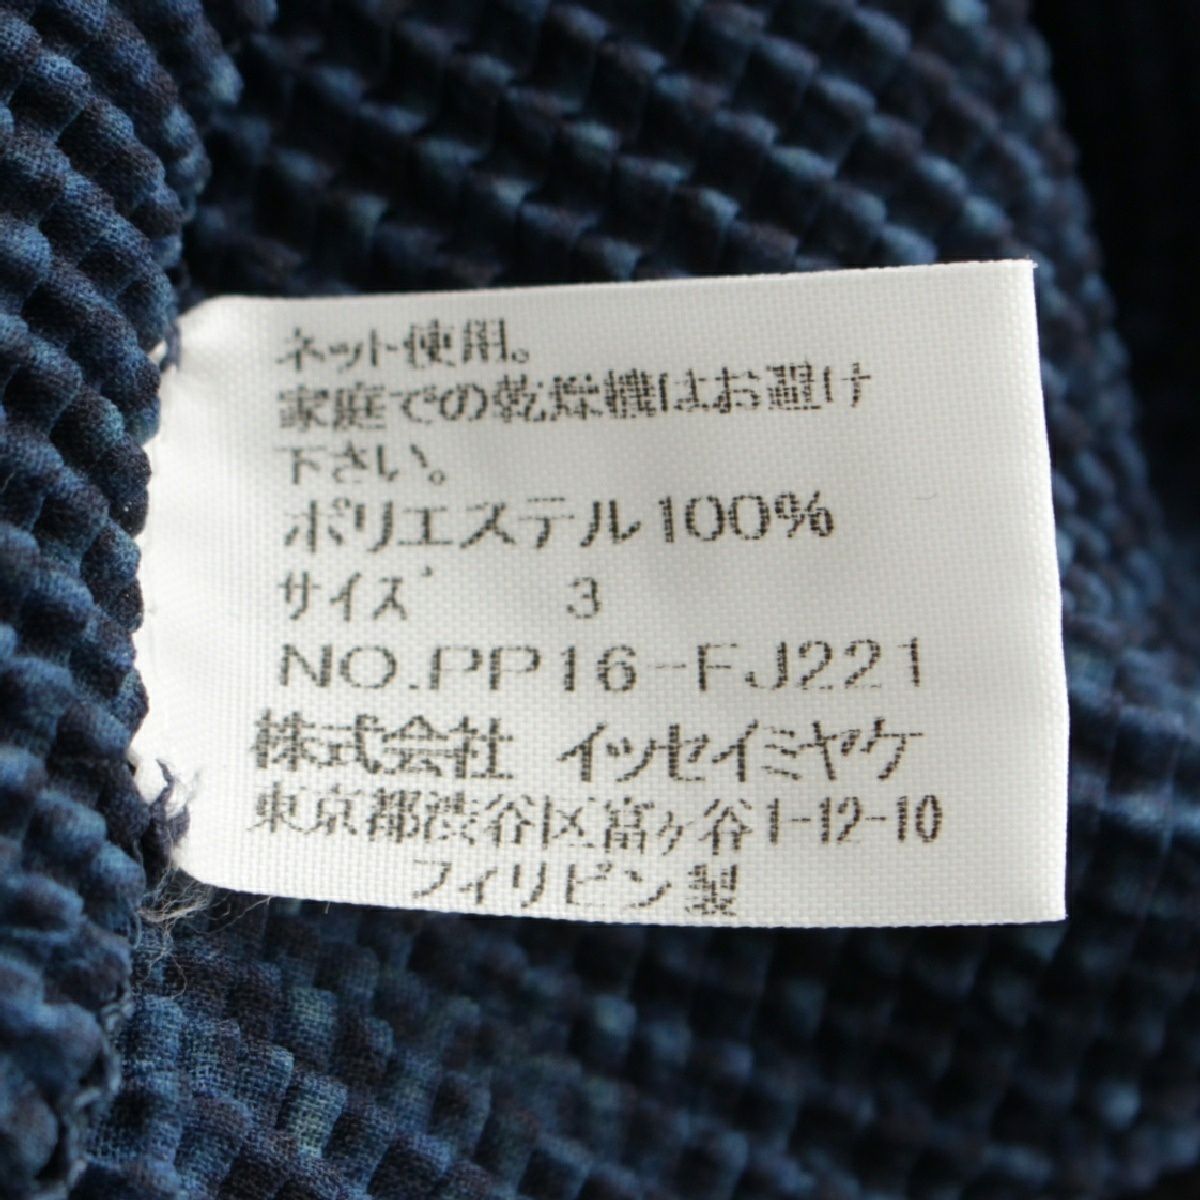 ネット使用。
家庭での乾燥機はお避け
下さい。
ポリエステル100%
サイズ 3
NO.PP16-FJ221
株式会社 イッセイミヤケ
東京都渋谷区富ヶ谷1-12-10
フィリピン製